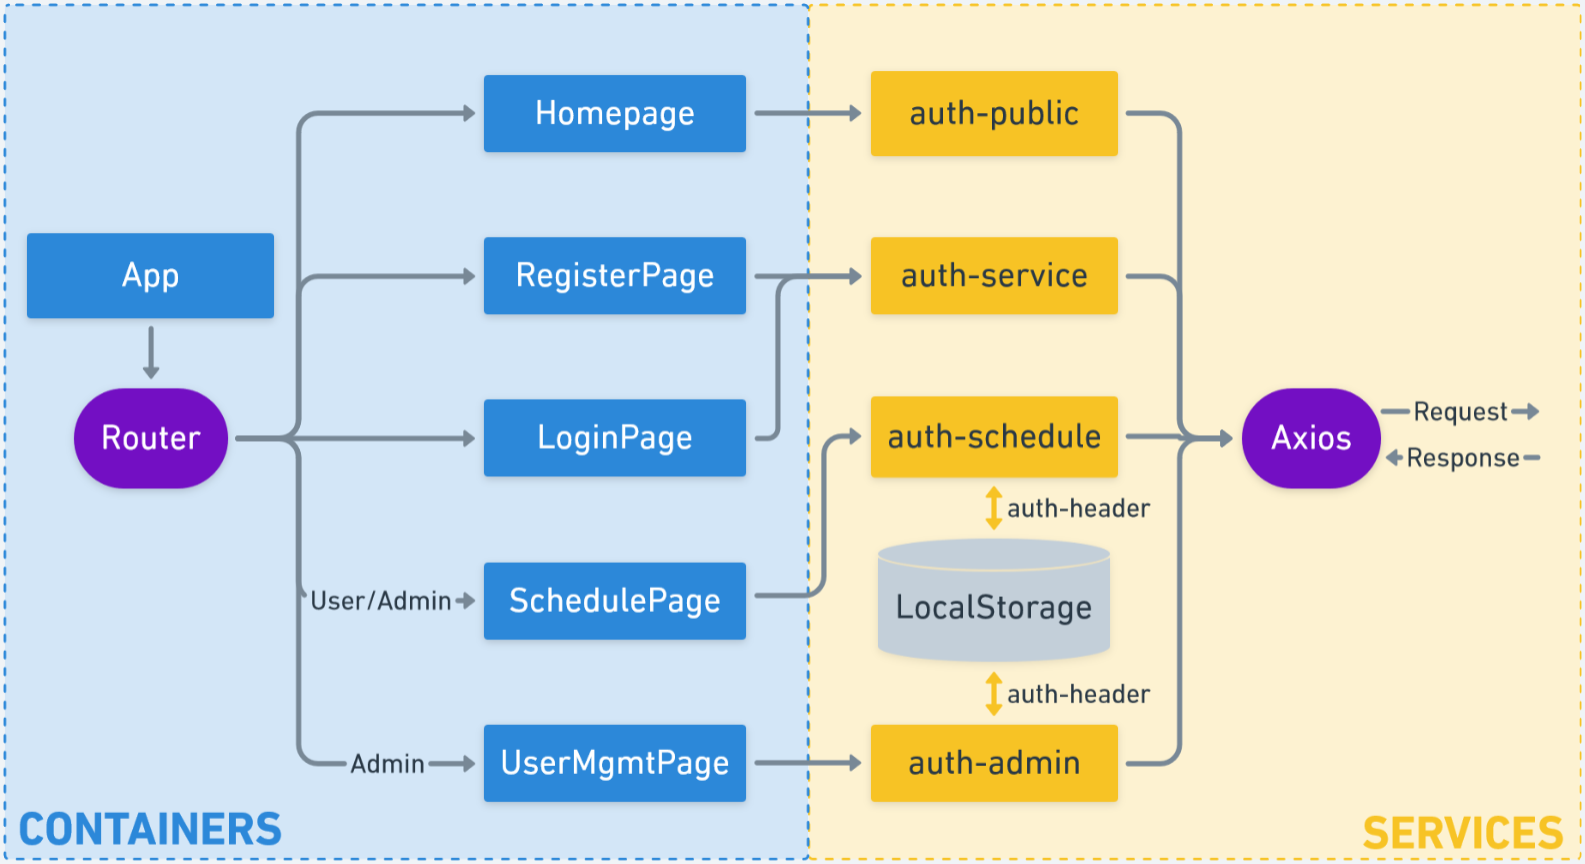 Homepage
auth-public
App
RegisterPage
auth-service
Router
LoginPage
auth-schedule
Axios
Request
Response
auth-header
User/Admin
SchedulePage
LocalStorage
auth-header
Admin
UserMgmtPage
auth-admin
CONTAINERS
SERVICES